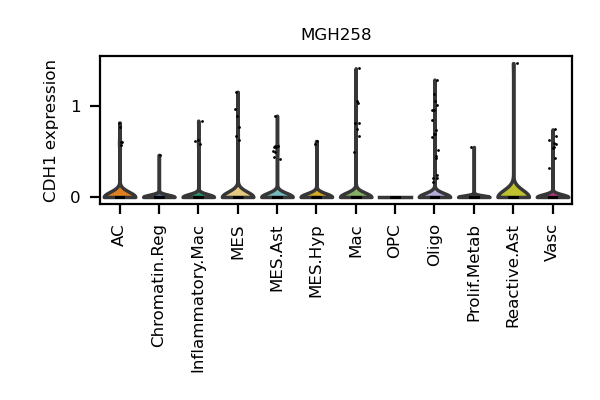 MGH258
CDH1 expression
1
0
AC
Chromatin.Reg
Inflammatory.Mac
MES
MES.Ast
MES.Hyp
Mac
OPC
Oligo
Prolif.Metab
Reactive.Ast
Vasc